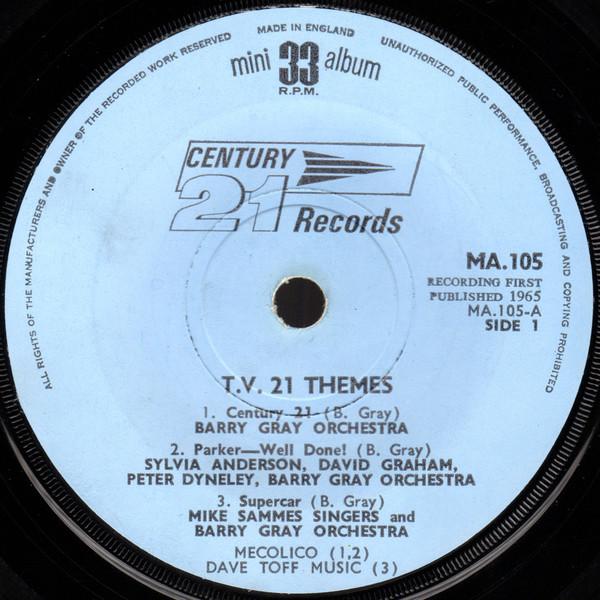 MADE IN ENGLAND
mini 33 album
R.P.M.
ALL RIGHTS OF THE MANUFACTURERS AND OWNER OF THE RECORDED WORK RESERVED
UNAUTHORIZED PUBLIC PERFORMANCE, BROADCASTING AND COPYING PROHIBITED
CENTURY
21 Records
MA.105
RECORDING FIRST
PUBLISHED 1965
MA.105-A
SIDE 1
T.V. 21 THEMES
1. Century 21 (B. Gray)
BARRY GRAY ORCHESTRA
2. Parker—Well Done! (B. Gray)
SYLVIA ANDERSON, DAVID GRAHAM,
PETER DYNELEY, BARRY GRAY ORCHESTRA
3. Supercar (B. Gray)
MIKE SAMMES SINGERS and
BARRY GRAY ORCHESTRA
MECOLICO (1,2)
DAVE TOFF MUSIC (3)